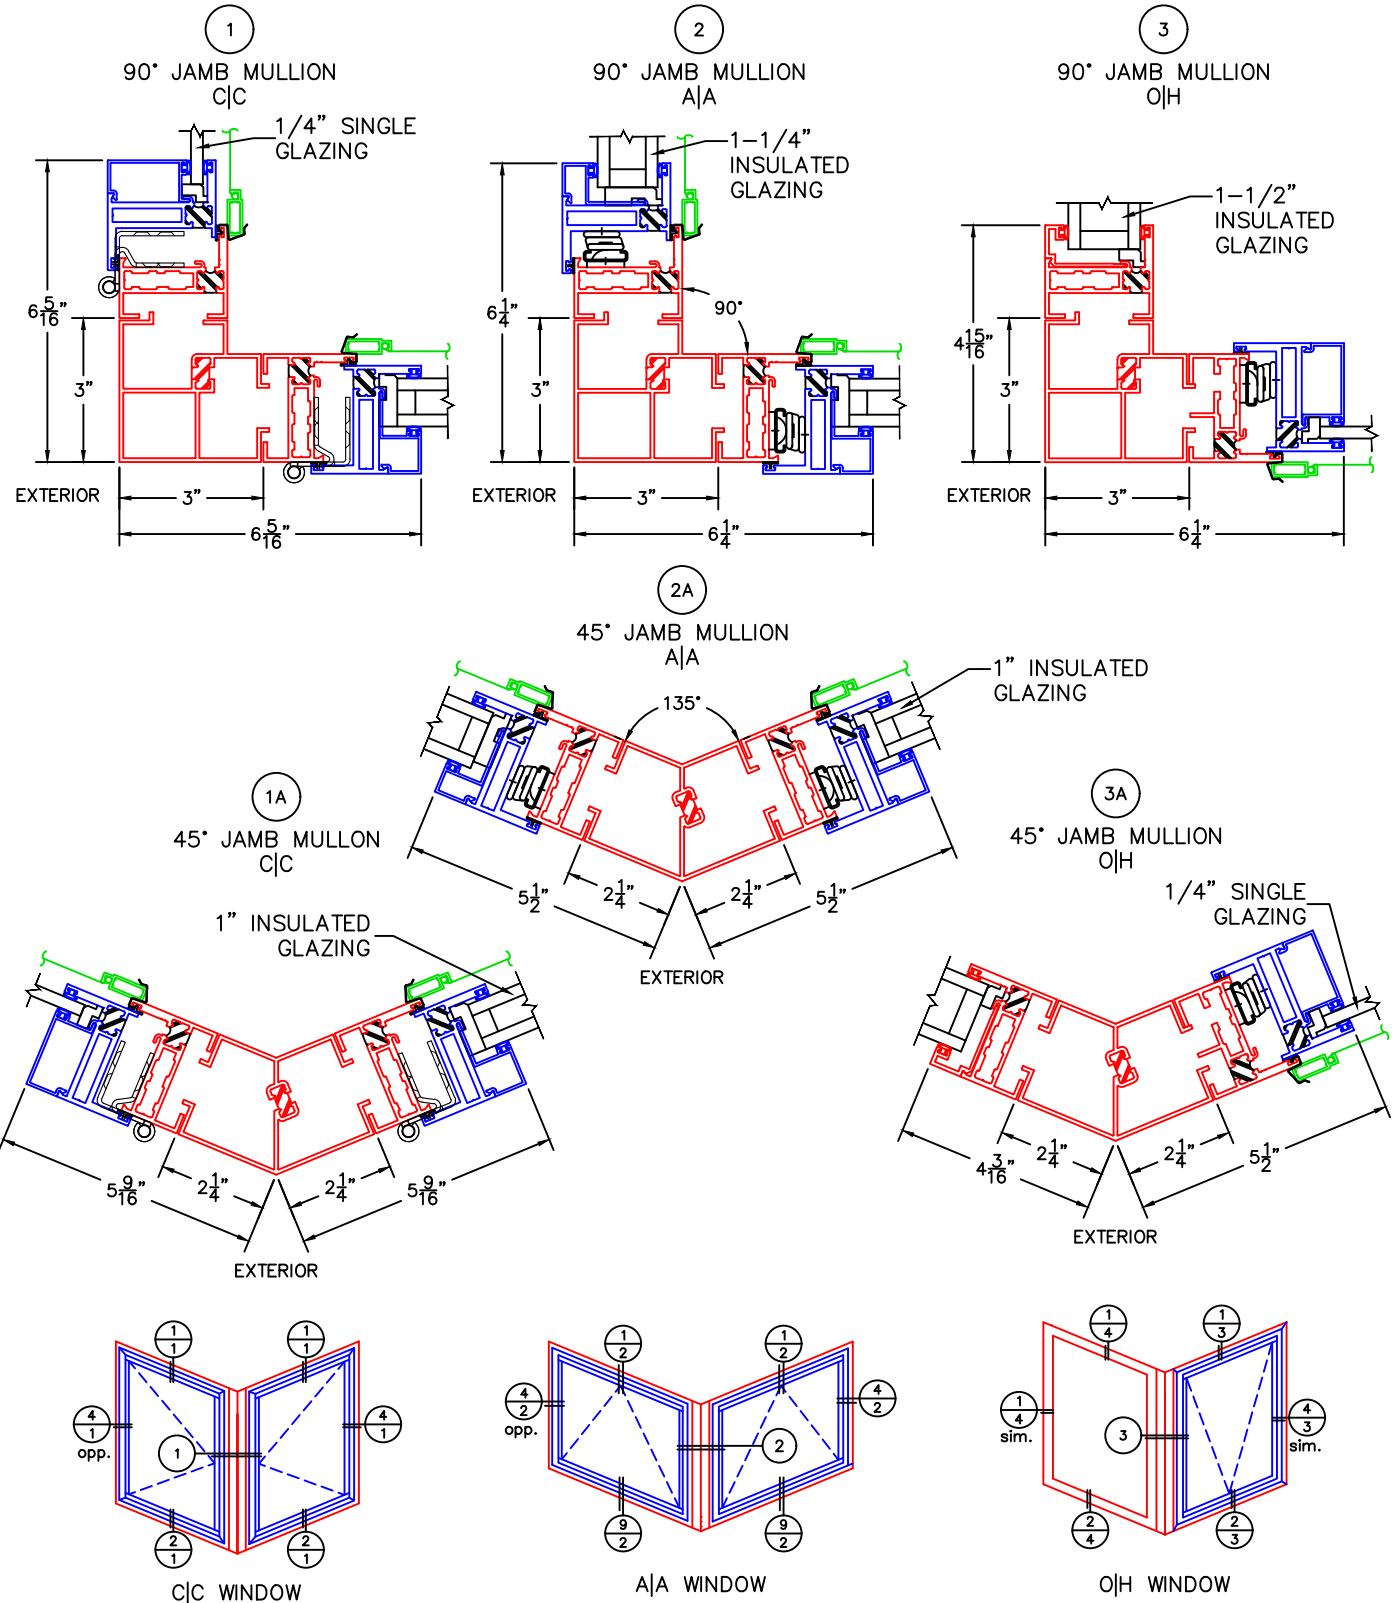 1
90° JAMB MULLION
C|C
1/4” SINGLE
GLAZING
6 5/16”
3”
EXTERIOR
3”
6 5/16”
2
90° JAMB MULLION
A|A
1-1/4”
INSULATED
GLAZING
6 1/4”
90°
3”
EXTERIOR
3”
6 1/4”
3
90° JAMB MULLION
O|H
1-1/2”
INSULATED
GLAZING
4 15/16”
3”
EXTERIOR
3”
6 1/4”
2A
45° JAMB MULLION
A|A
1” INSULATED
GLAZING
135°
5 1/2”
2 1/4”
2 1/4”
5 1/2”
EXTERIOR
1A
45° JAMB MULLON
C|C
1” INSULATED
GLAZING
5 9/16”
2 1/4”
2 1/4”
5 9/16”
EXTERIOR
3A
45° JAMB MULLION
O|H
1/4” SINGLE
GLAZING
4 3/16”
2 1/4”
2 1/4”
5 1/2”
EXTERIOR
1/1
1/1
4/1
opp.
1
4/1
2/1
2/1
C|C WINDOW
1/2
1/2
4/2
opp.
2
4/2
9/2
9/2
A|A WINDOW
1/4
1/3
1/4
sim.
3
4/3
sim.
2/4
2/3
O|H WINDOW